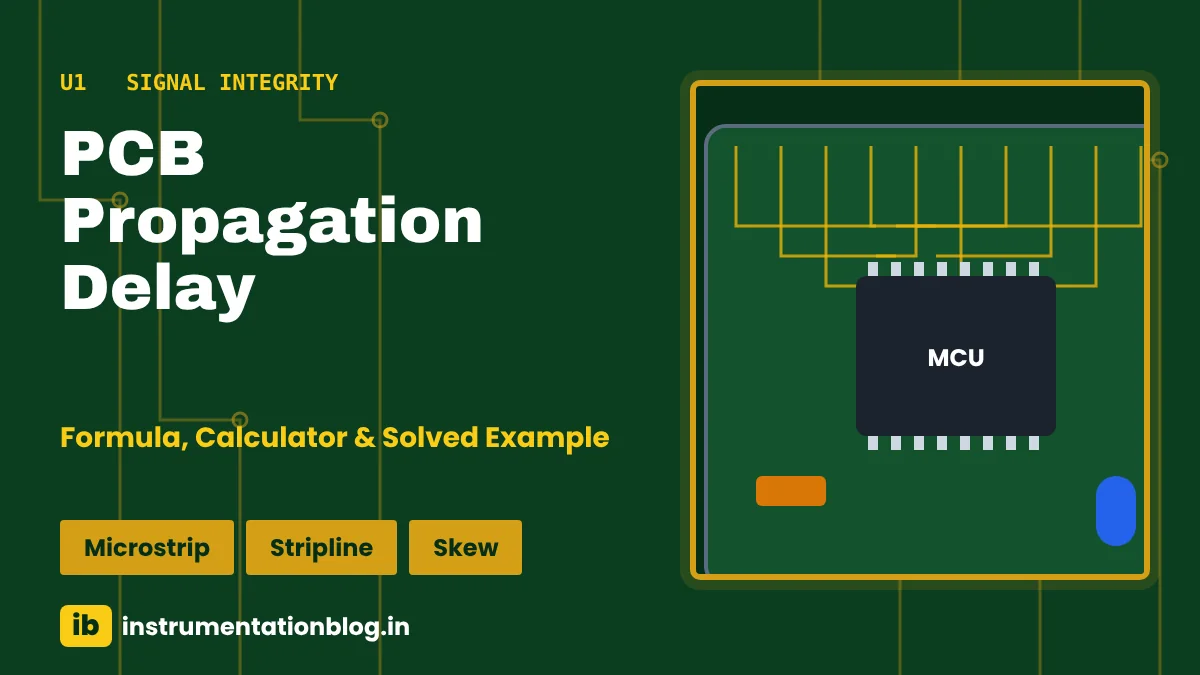 U1 SIGNAL INTEGRITY
PCB
Propagation
Delay
Formula, Calculator & Solved Example
Microstrip Stripline Skew
ib instrumentationblog.in
MCU